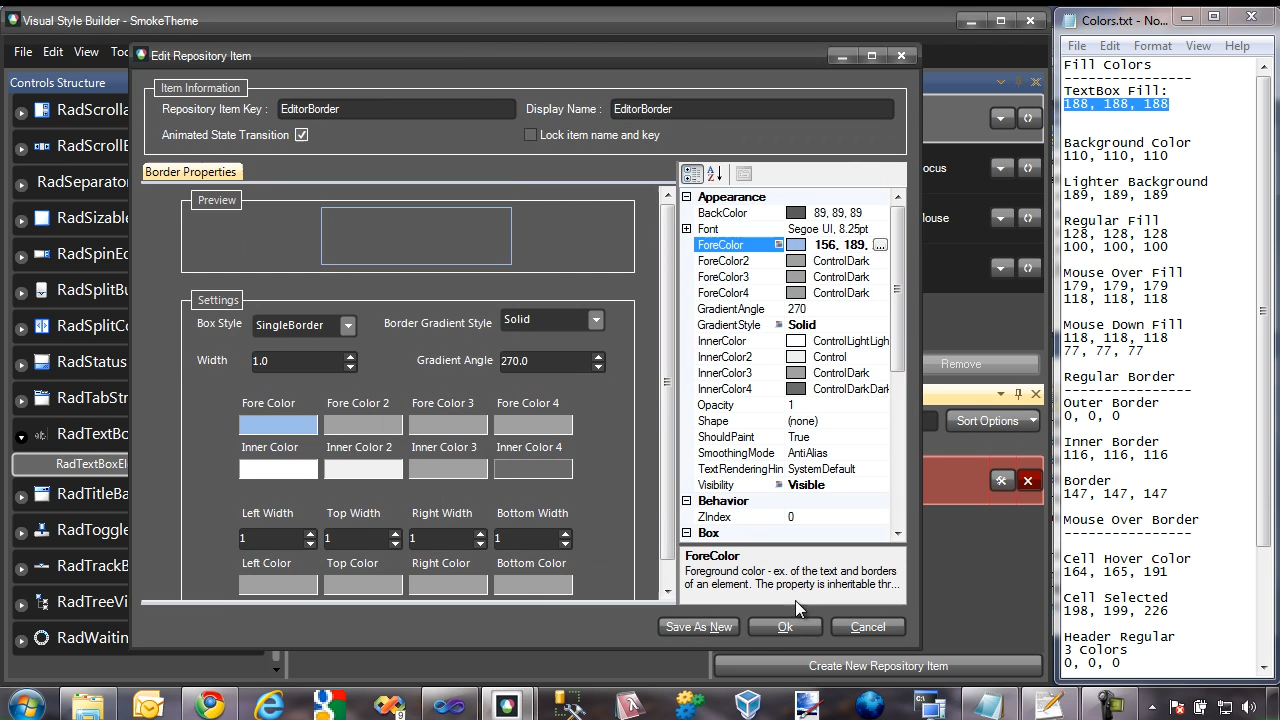 Visual Style Builder - SmokeTheme
File Edit View
Controls Structure
RadSeparator
RadStatus
RadWaitin
Edit Repository Item
Item Information
Repository Item Key : EditorBorder Display Name : EditorBorder
Animated State Transition Lock item name and key
Border Properties
Preview
Settings
Box Style SingleBorder Border Gradient Style Solid
Width 1.0 Gradient Angle 270.0
Fore Color Fore Color 2 Fore Color 3 Fore Color 4
Inner Color Inner Color 2 Inner Color 3 Inner Color 4
Left Width Top Width Right Width Bottom Width
1 1 1 1
Left Color Top Color Right Color Bottom Color
Appearance
BackColor 89, 89, 89
Font Segoe UI, 8.25pt
ForeColor 156, 189, ...
ForeColor2 ControlDark
ForeColor3 ControlDark
ForeColor4 ControlDark
GradientAngle 270
GradientStyle Solid
InnerColor ControlLightLigh
InnerColor2 Control
InnerColor3 ControlDark
InnerColor4 ControlDarkDark
Opacity 1
Shape (none)
ShouldPaint True
SmoothingMode AntiAlias
TextRenderingHin SystemDefault
Visibility Visible
Behavior
ZIndex 0
Box
ForeColor
Foreground color - ex. of the text and borders
of an element. The property is inheritable thr...
Save As New Ok Cancel
Remove
Sort Options
Create New Repository Item
Colors.txt - No...
File Edit Format View Help
Fill Colors
----------------
TextBox Fill:
188, 188, 188
Background Color
110, 110, 110
Lighter Background
189, 189, 189
Regular Fill
128, 128, 128
100, 100, 100
Mouse Over Fill
179, 179, 179
118, 118, 118
Mouse Down Fill
118, 118, 118
77, 77, 77
Regular Border
----------------
Outer Border
0, 0, 0
Inner Border
116, 116, 116
Border
147, 147, 147
Mouse Over Border
----------------
Cell Hover Color
164, 165, 191
Cell Selected
198, 199, 226
Header Regular
3 Colors
0, 0, 0